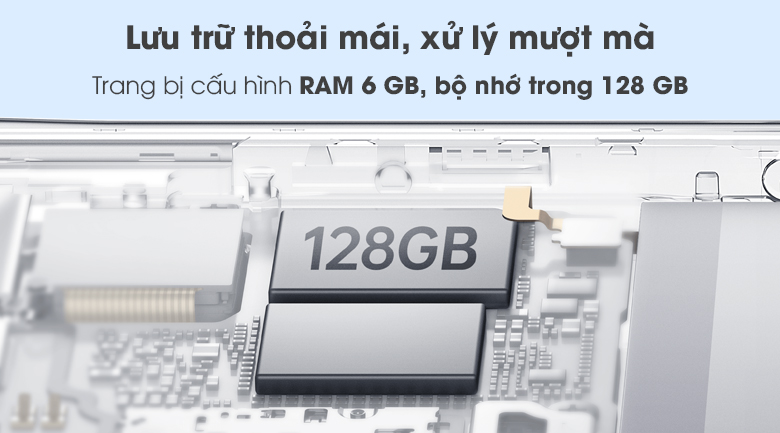 Lưu trữ thoải mái, xử lý mượt mà
Trang bị cấu hình RAM 6 GB, bộ nhớ trong 128 GB
128GB